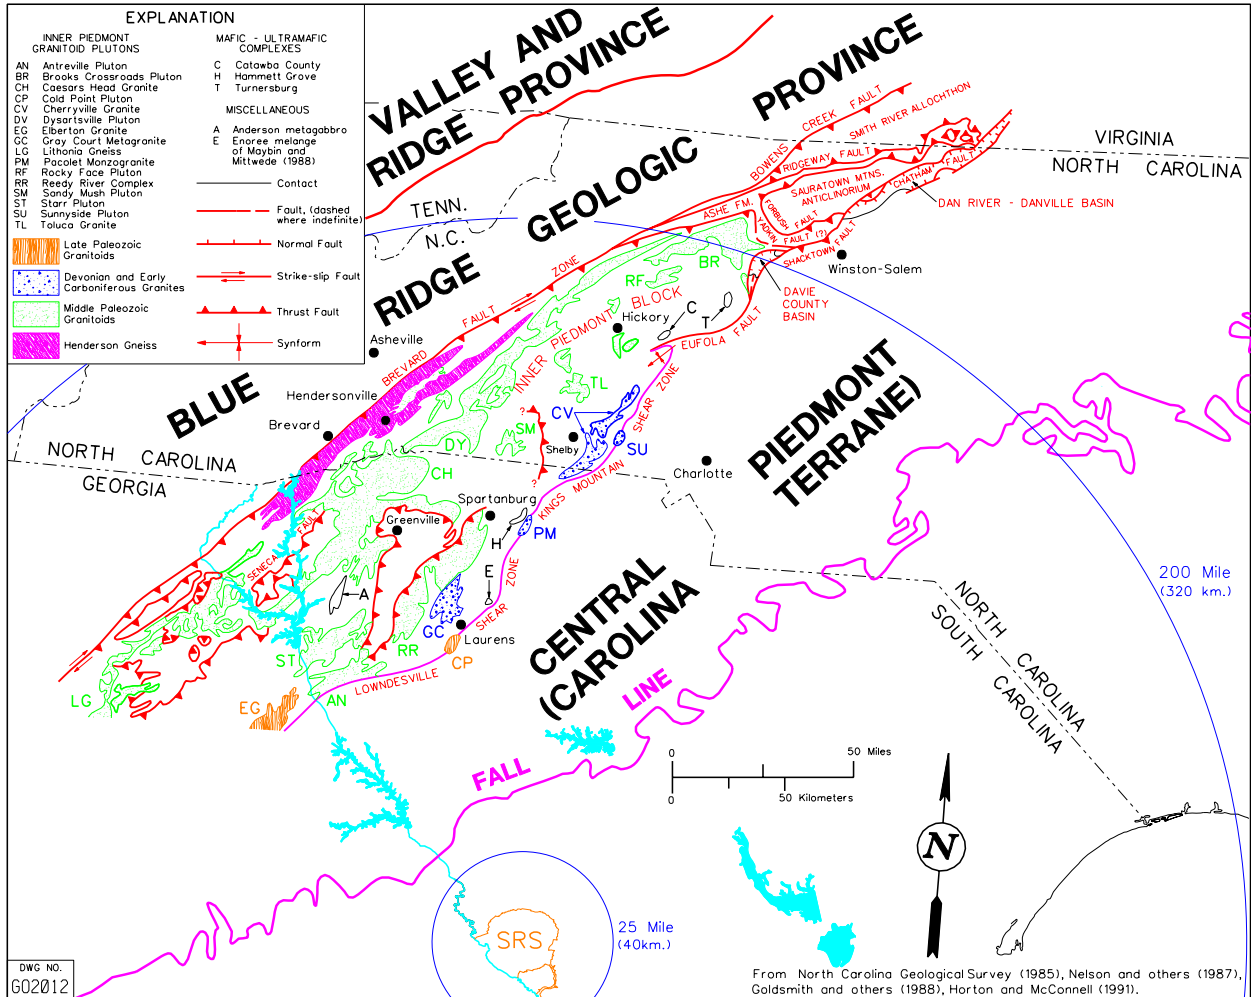 EXPLANATION
INNER PIEDMONT
GRANITOID PLUTONS
AN Antreville Pluton
BR Brooks Crossroads Pluton
CH Caesars Head Granite
CP Cold Point Pluton
CV Cherryville Granite
DV Dysortsville Pluton
EG Elberton Granite
GC Gray Court Metagranite
LG Lithonia Gneiss
PM Pacolet Monzogranite
RF Rocky Face Pluton
RR Reedy River Complex
SM Sandy Mush Pluton
ST Starr Pluton
SU Sunnyside Pluton
TL Toluca Granite
Late Paleozoic
Granitoids
Devonian and Early
Carboniferous Granites
Middle Paleozoic
Granitoids
Henderson Gneiss
MAFIC - ULTRAMAFIC
COMPLEXES
C Catawba County
H Hammett Grove
T Turnersburg
MISCELLANEOUS
A Anderson metagabbro
E Enoree melange
of Maybin and
Mittwede (1988)
Contact
Fault, (dashed
where indefinite)
Normal Fault
Strike-slip Fault
Thrust Fault
Synform
VALLEY AND
RIDGE PROVINCE
BLUE RIDGE GEOLOGIC PROVINCE
TENN.
N.C.
VIRGINIA
NORTH CAROLINA
BOWENS CREEK FAULT
SMITH RIVER ALLOCHTHON
RIDGEWAY FAULT
SAURATOWN MTNS.
ANTICLINORIUM
CHATHAM FAULT
DAN RIVER - DANVILLE BASIN
ASHE FM.
YADKIN FAULT (?)
FORBUSH FAULT
SHACKTOWN FAULT
Winston-Salem
?
DAVIE
COUNTY
BASIN
BREVARD FAULT ZONE
BR
RF
INNER PIEDMONT BLOCK
Hickory
C
T
EUFOLA FAULT
Asheville
Hendersonville
Brevard
TL
CV
SU
?
SM
Shelby
?
DY
CH
KINGS MOUNTAIN SHEAR ZONE
Charlotte
PIEDMONT
TERRANE)
NORTH CAROLINA
GEORGIA
Spartanburg
Greenville
H
PM
E
SENECA FAULT
A
GC
Laurens
SHEAR ZONE
CP
RR
ST
LOWNDESVILLE
AN
LG
EG
CENTRAL
(CAROLINA
FALL LINE
200 Mile
(320 km.)
NORTH CAROLINA
SOUTH CAROLINA
0 50 Miles
0 50 Kilometers
N
SRS
25 Mile
(40km.)
DWG NO.
G02012
From North Carolina Geological Survey (1985), Nelson and others (1987),
Goldsmith and others (1988), Horton and McConnell (1991).